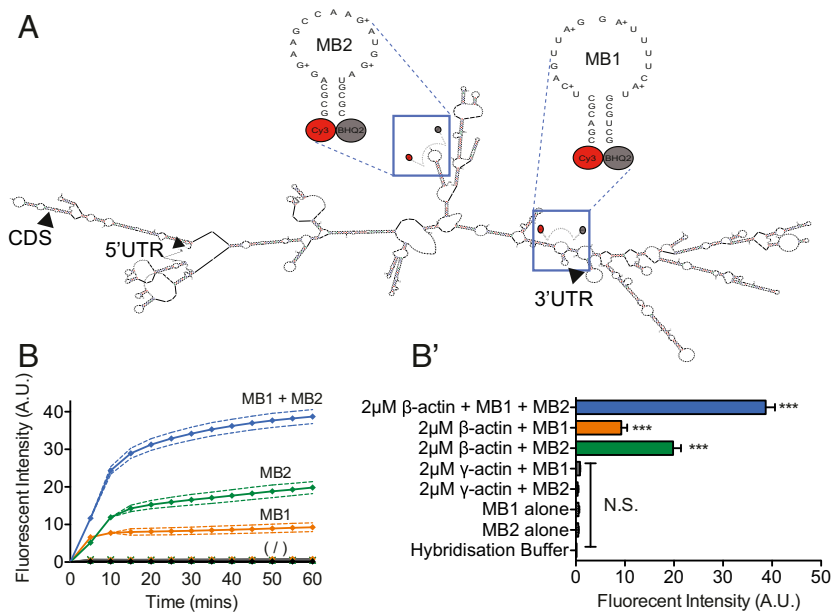 A
MB2
MB1
Cy3
BHQ2
Cy3
BHQ2
CDS
5'UTR
3'UTR
B
Fluorescent Intensity (A.U.)
40
30
20
10
0
MB1 + MB2
MB2
MB1
( / )
0
10
20
30
40
50
60
Time (mins)
B'
2µM β-actin + MB1 + MB2
2µM β-actin + MB1
2µM β-actin + MB2
2µM γ-actin + MB1
2µM γ-actin + MB2
MB1 alone
MB2 alone
Hybridisation Buffer
***
***
***
N.S.
0
10
20
30
40
50
Fluorecent Intensity (A.U.)